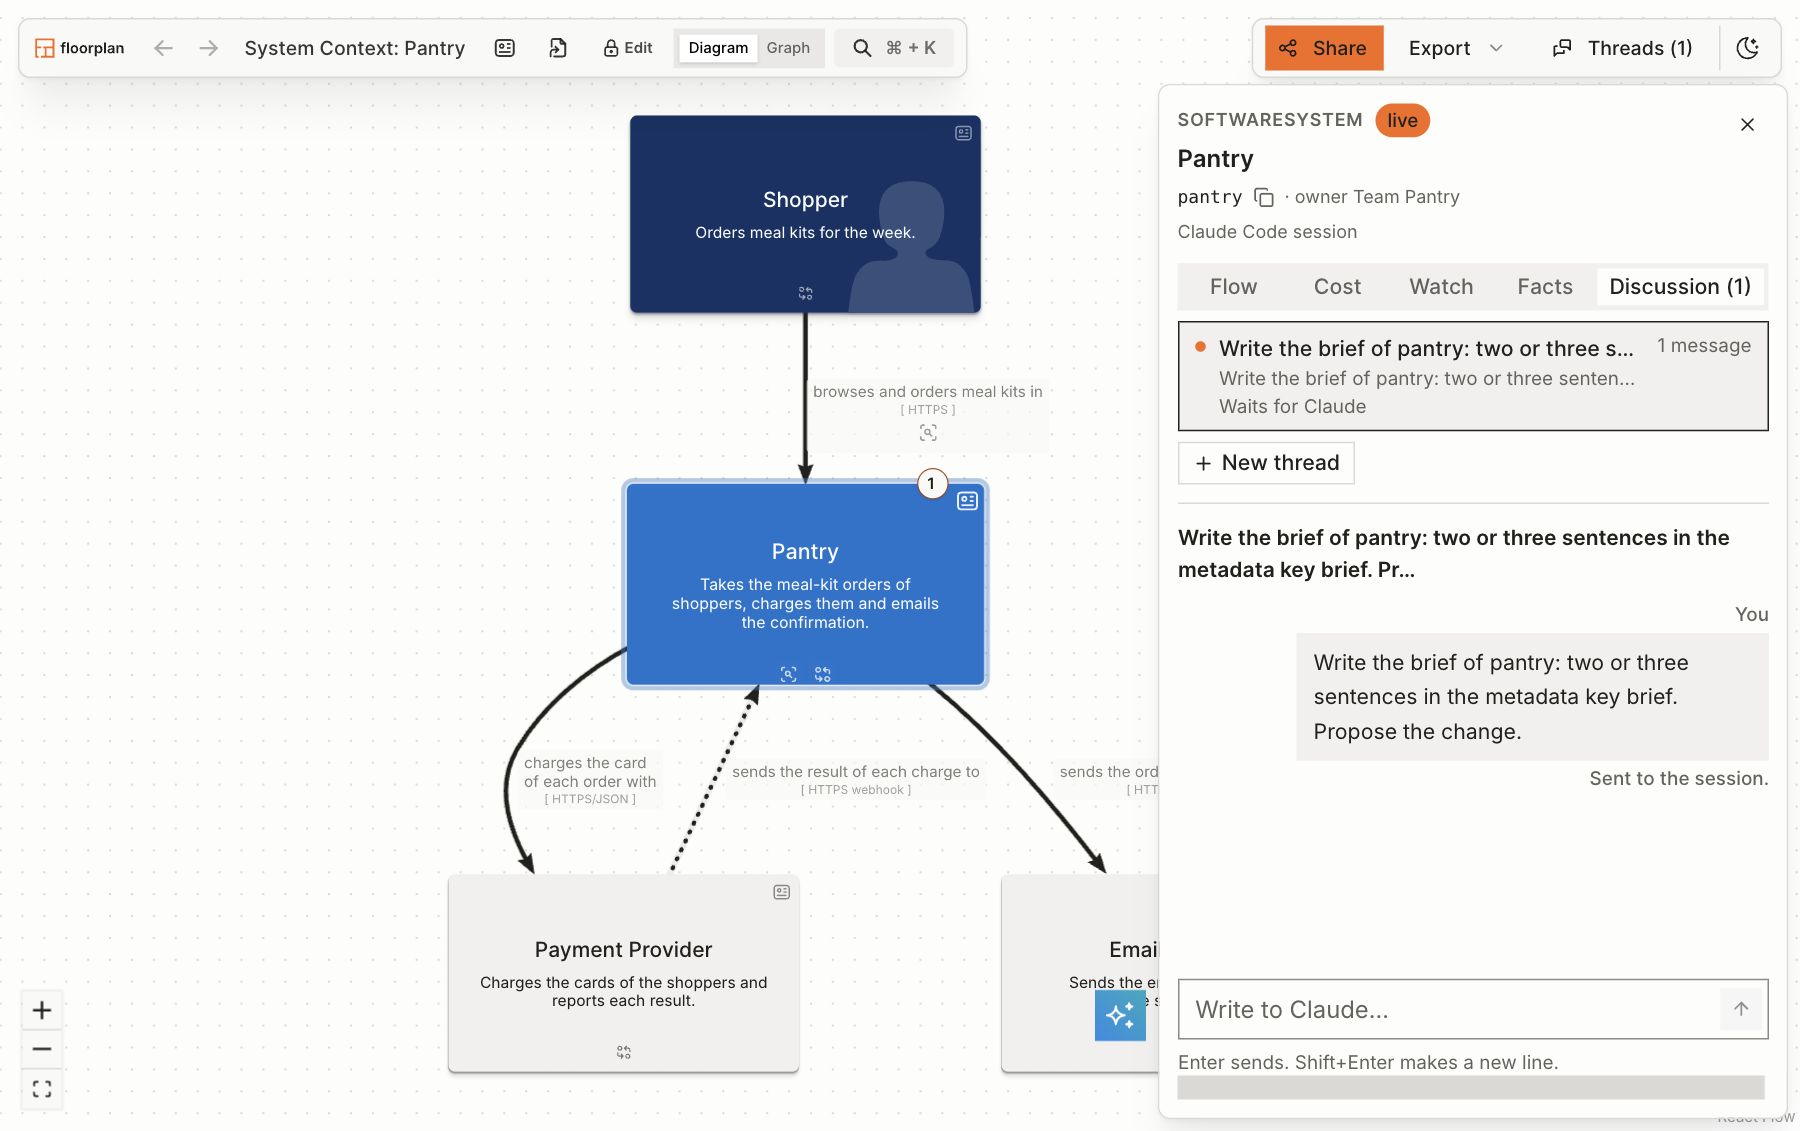 floorplan
System Context: Pantry
Edit
Diagram
Graph
⌘ + K
Share
Export
Threads (1)
Shopper
Orders meal kits for the week.
browses and orders meal kits in
[ HTTPS ]
1
Pantry
Takes the meal-kit orders of
shoppers, charges them and emails
the confirmation.
charges the card
of each order with
[ HTTPS/JSON ]
sends the result of each charge to
[ HTTPS webhook ]
sends the ord
[ HTT
Payment Provider
Charges the cards of the shoppers and
reports each result.
Emai
Sends the e
SOFTWARESYSTEM
live
Pantry
pantry
· owner Team Pantry
Claude Code session
Flow
Cost
Watch
Facts
Discussion (1)
Write the brief of pantry: two or three s...
1 message
Write the brief of pantry: two or three senten...
Waits for Claude
+ New thread
Write the brief of pantry: two or three sentences in the
metadata key brief. Pr...
You
Write the brief of pantry: two or three
sentences in the metadata key brief.
Propose the change.
Sent to the session.
Write to Claude...
Enter sends. Shift+Enter makes a new line.
React Flow